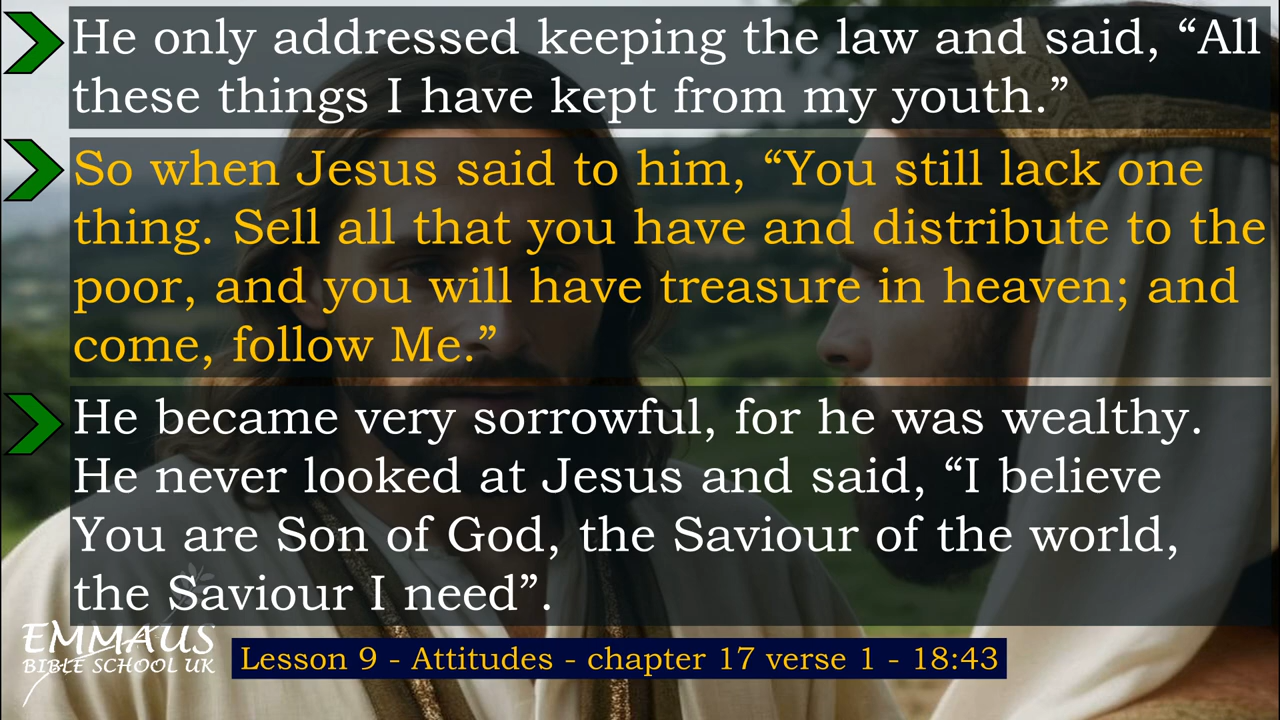 He only addressed keeping the law and said, “All
these things I have kept from my youth.”
So when Jesus said to him, “You still lack one
thing. Sell all that you have and distribute to the
poor, and you will have treasure in heaven; and
come, follow Me.”
He became very sorrowful, for he was wealthy.
He never looked at Jesus and said, “I believe
You are Son of God, the Saviour of the world,
the Saviour I need”.
EMMAUS
BIBLE SCHOOL UK
Lesson 9 - Attitudes - chapter 17 verse 1 - 18:43